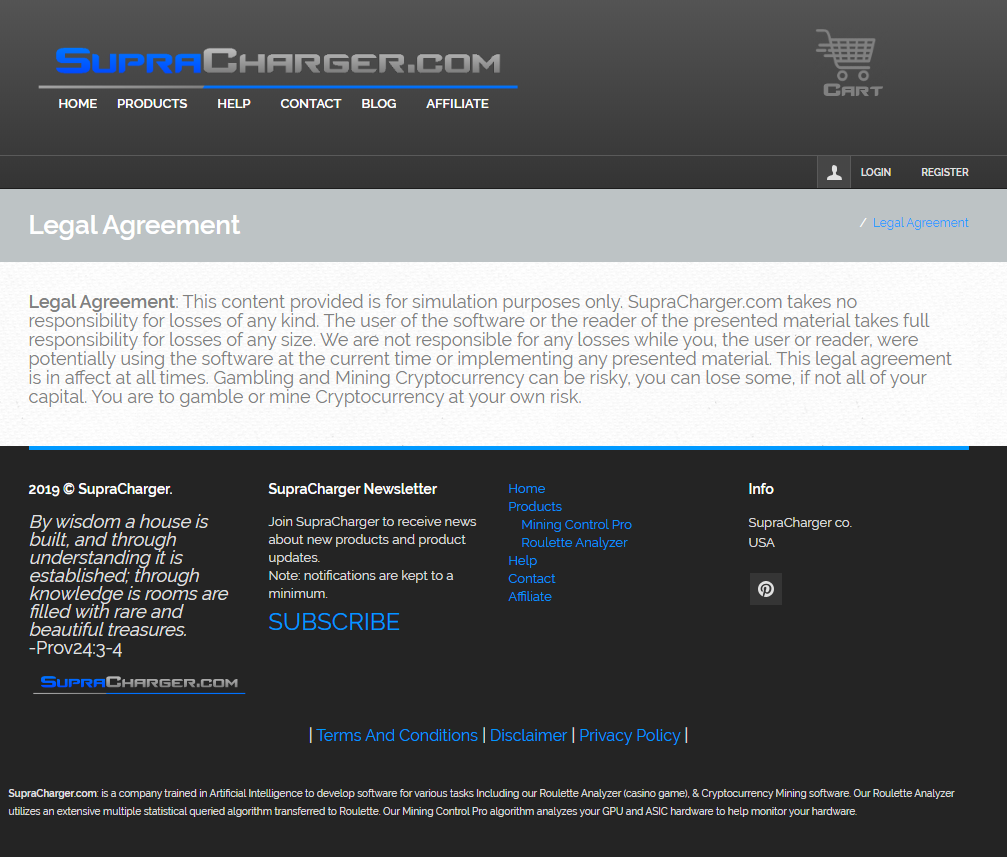 SUPRACHARGER.COM
CART
HOME PRODUCTS HELP CONTACT BLOG AFFILIATE
LOGIN REGISTER
Legal Agreement
/ Legal Agreement
Legal Agreement: This content provided is for simulation purposes only. SupraCharger.com takes no
responsibility for losses of any kind. The user of the software or the reader of the presented material takes full
responsibility for losses of any size. We are not responsible for any losses while you, the user or reader, were
potentially using the software at the current time or implementing any presented material. This legal agreement
is in affect at all times. Gambling and Mining Cryptocurrency can be risky, you can lose some, if not all of your
capital. You are to gamble or mine Cryptocurrency at your own risk.
2019 © SupraCharger.
By wisdom a house is
built, and through
understanding it is
established; through
knowledge is rooms are
filled with rare and
beautiful treasures.
-Prov24:3-4
SUPRACHARGER.COM
SupraCharger Newsletter
Join SupraCharger to receive news
about new products and product
updates.
Note: notifications are kept to a
minimum.
SUBSCRIBE
Home
Products
Mining Control Pro
Roulette Analyzer
Help
Contact
Affiliate
Info
SupraCharger co.
USA
| Terms And Conditions | Disclaimer | Privacy Policy |
SupraCharger.com: is a company trained in Artificial Intelligence to develop software for various tasks Including our Roulette Analyzer (casino game), & Cryptocurrency Mining software. Our Roulette Analyzer
utilizes an extensive multiple statistical queried algorithm transferred to Roulette. Our Mining Control Pro algorithm analyzes your GPU and ASIC hardware to help monitor your hardware.